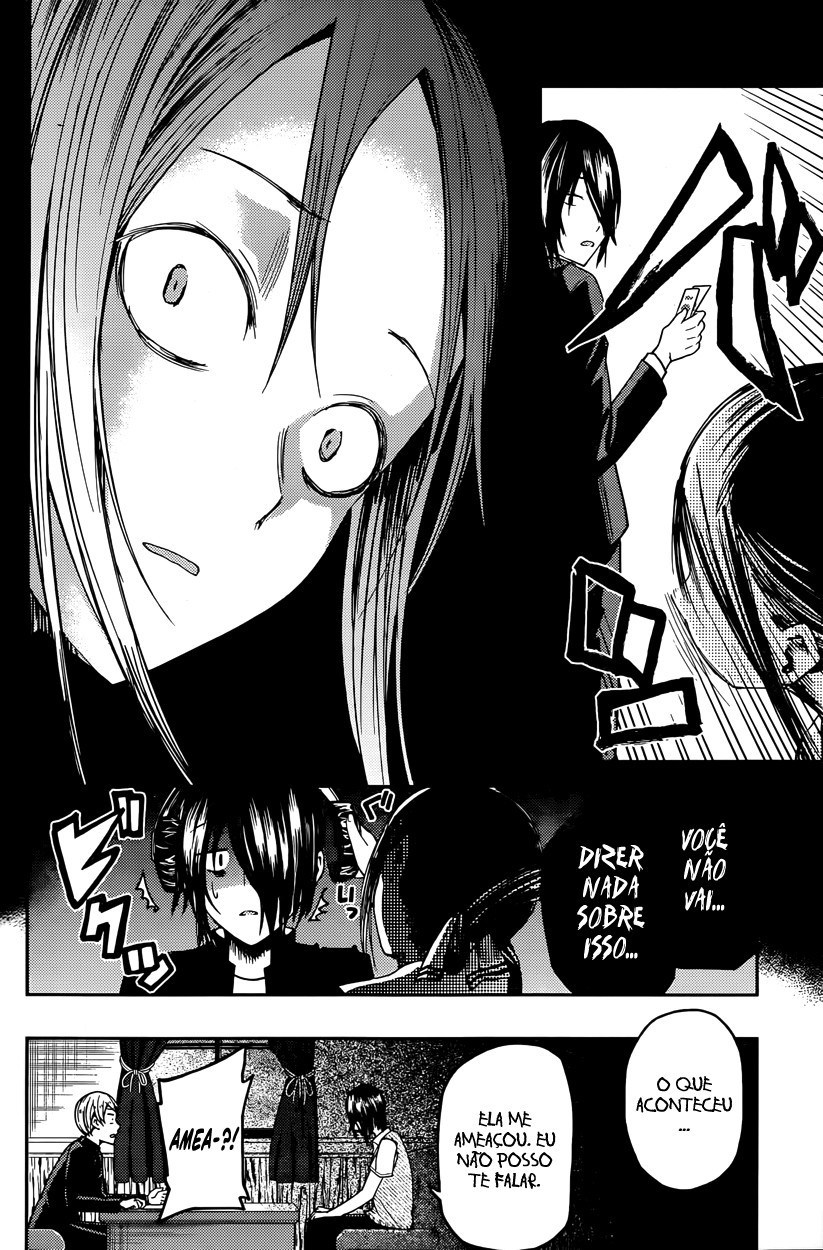 VOCÊ
NÃO
VAI...
DIZER
NADA
SOBRE
ISSO...
O QUE
ACONTECEU
...
ELA ME
AMEAÇOU. EU
NÃO POSSO
TE FALAR.
AMEA-?!